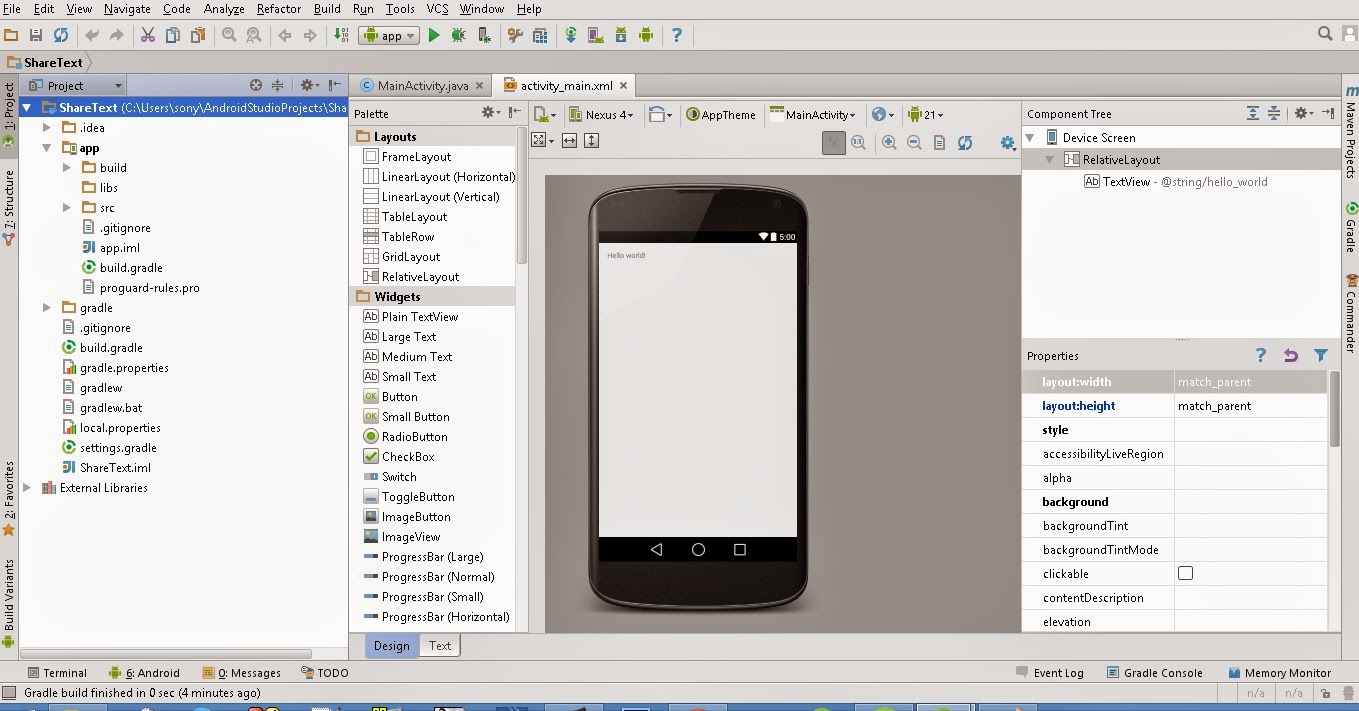 File Edit View Navigate Code Analyze Refactor Build Run Tools VCS Window Help
app
ShareText
Project
MainActivity.java
activity_main.xml
1: Project
7: Structure
2: Favorites
Build Variants
ShareText (C:\Users\sony\AndroidStudioProjects\Sha
.idea
app
build
libs
src
.gitignore
app.iml
build.gradle
proguard-rules.pro
gradle
.gitignore
build.gradle
gradle.properties
gradlew
gradlew.bat
local.properties
settings.gradle
ShareText.iml
External Libraries
Palette
Layouts
FrameLayout
LinearLayout (Horizontal)
LinearLayout (Vertical)
TableLayout
TableRow
GridLayout
RelativeLayout
Widgets
Ab Plain TextView
Ab Large Text
Ab Medium Text
Ab Small Text
OK Button
OK Small Button
RadioButton
CheckBox
Switch
ToggleButton
ImageButton
ImageView
ProgressBar (Large)
ProgressBar (Normal)
ProgressBar (Small)
ProgressBar (Horizontal)
Nexus 4 AppTheme MainActivity 21
5:00
Hello world!
Design Text
Component Tree
Device Screen
RelativeLayout
Ab TextView - @string/hello_world
Properties
layout:width match_parent
layout:height match_parent
style
accessibilityLiveRegion
alpha
background
backgroundTint
backgroundTintMode
clickable
contentDescription
elevation
Maven Projects
Gradle
Commander
Terminal 6: Android 0: Messages TODO Event Log Gradle Console Memory Monitor
Gradle build finished in 0 sec (4 minutes ago) n/a n/a